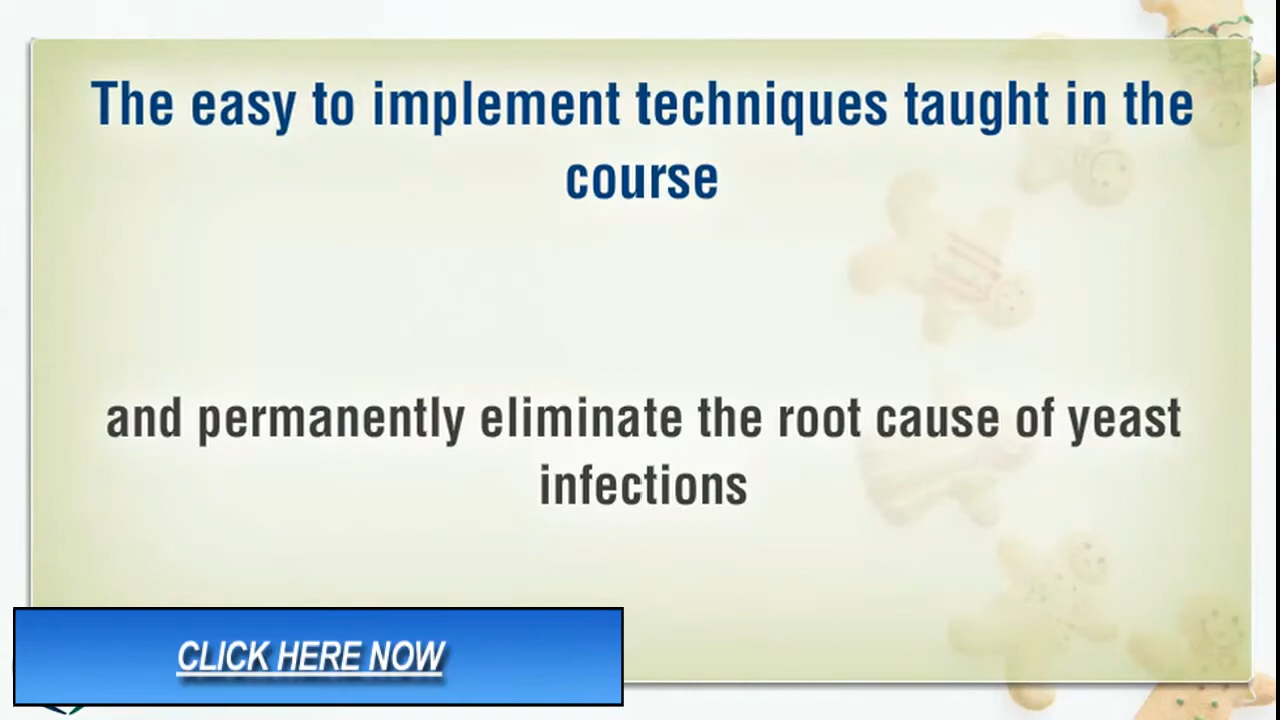 The easy to implement techniques taught in the
course
and permanently eliminate the root cause of yeast
infections
CLICK HERE NOW